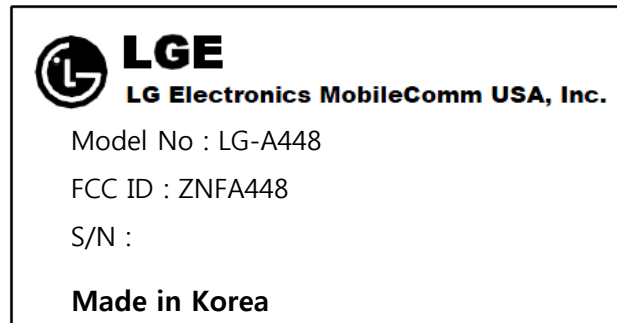 LGE
LG Electronics MobileComm USA, Inc.
Model No : LG-A448
FCC ID : ZNFA448
S/N :
Made in Korea